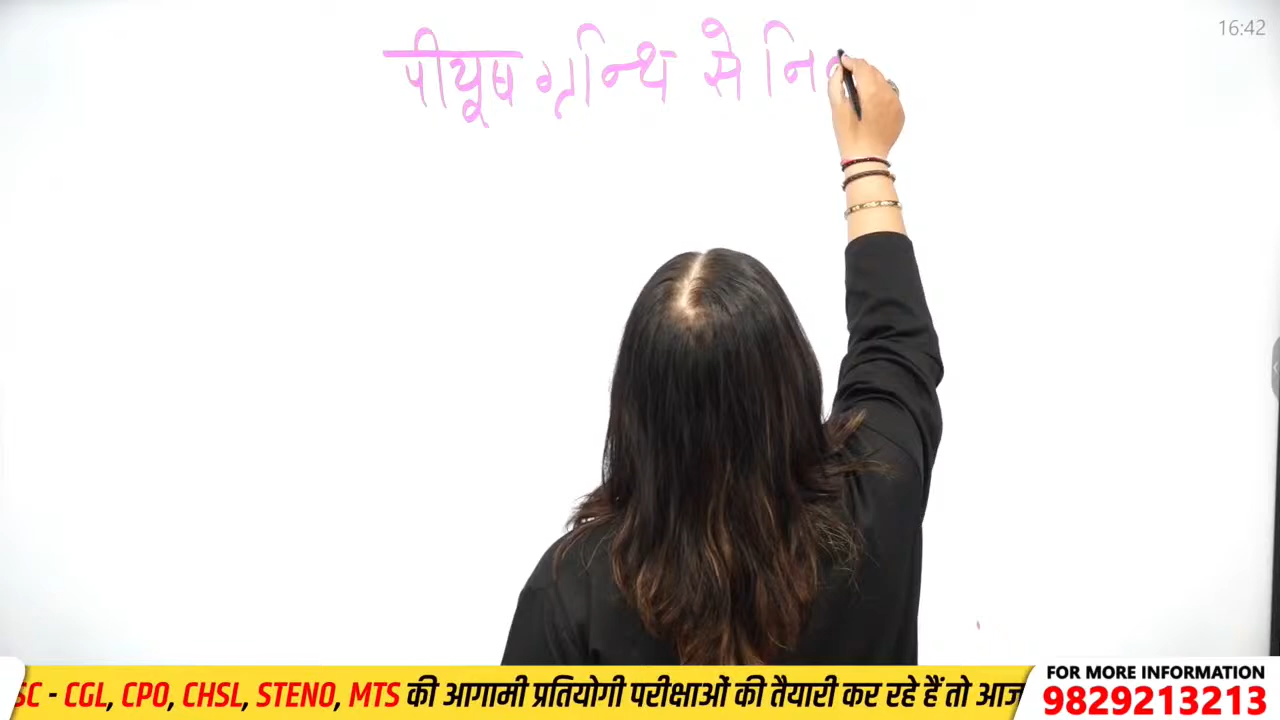 16:42
पीयूष ग्रन्थि से नि
SC - CGL, CPO, CHSL, STENO, MTS की आगामी प्रतियोगी परीक्षाओं की तैयारी कर रहे हैं तो आज
FOR MORE INFORMATION
9829213213